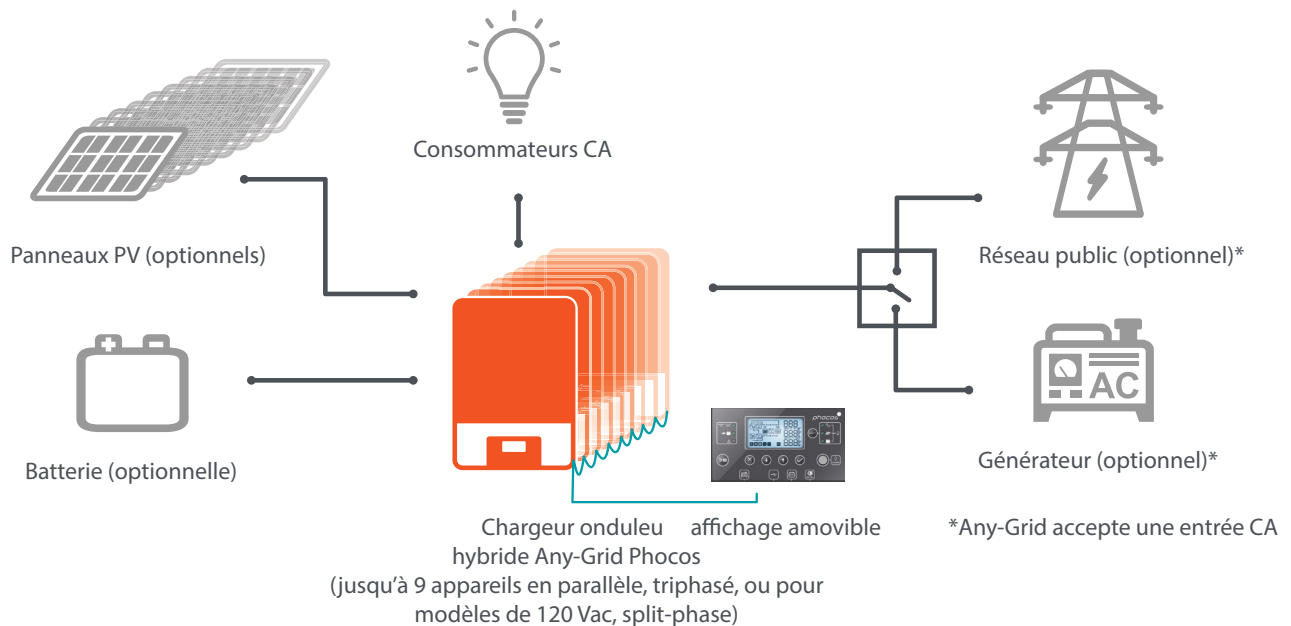 Consommateurs CA
Panneaux PV (optionnels)
Réseau public (optionnel)*
AC
phocos
Batterie (optionnelle)
Générateur (optionnel)*
Chargeur onduleu
hybride Any-Grid Phocos
(jusqu'à 9 appareils en parallèle, triphasé, ou pour
modèles de 120 Vac, split-phase)
affichage amovible
*Any-Grid accepte une entrée CA